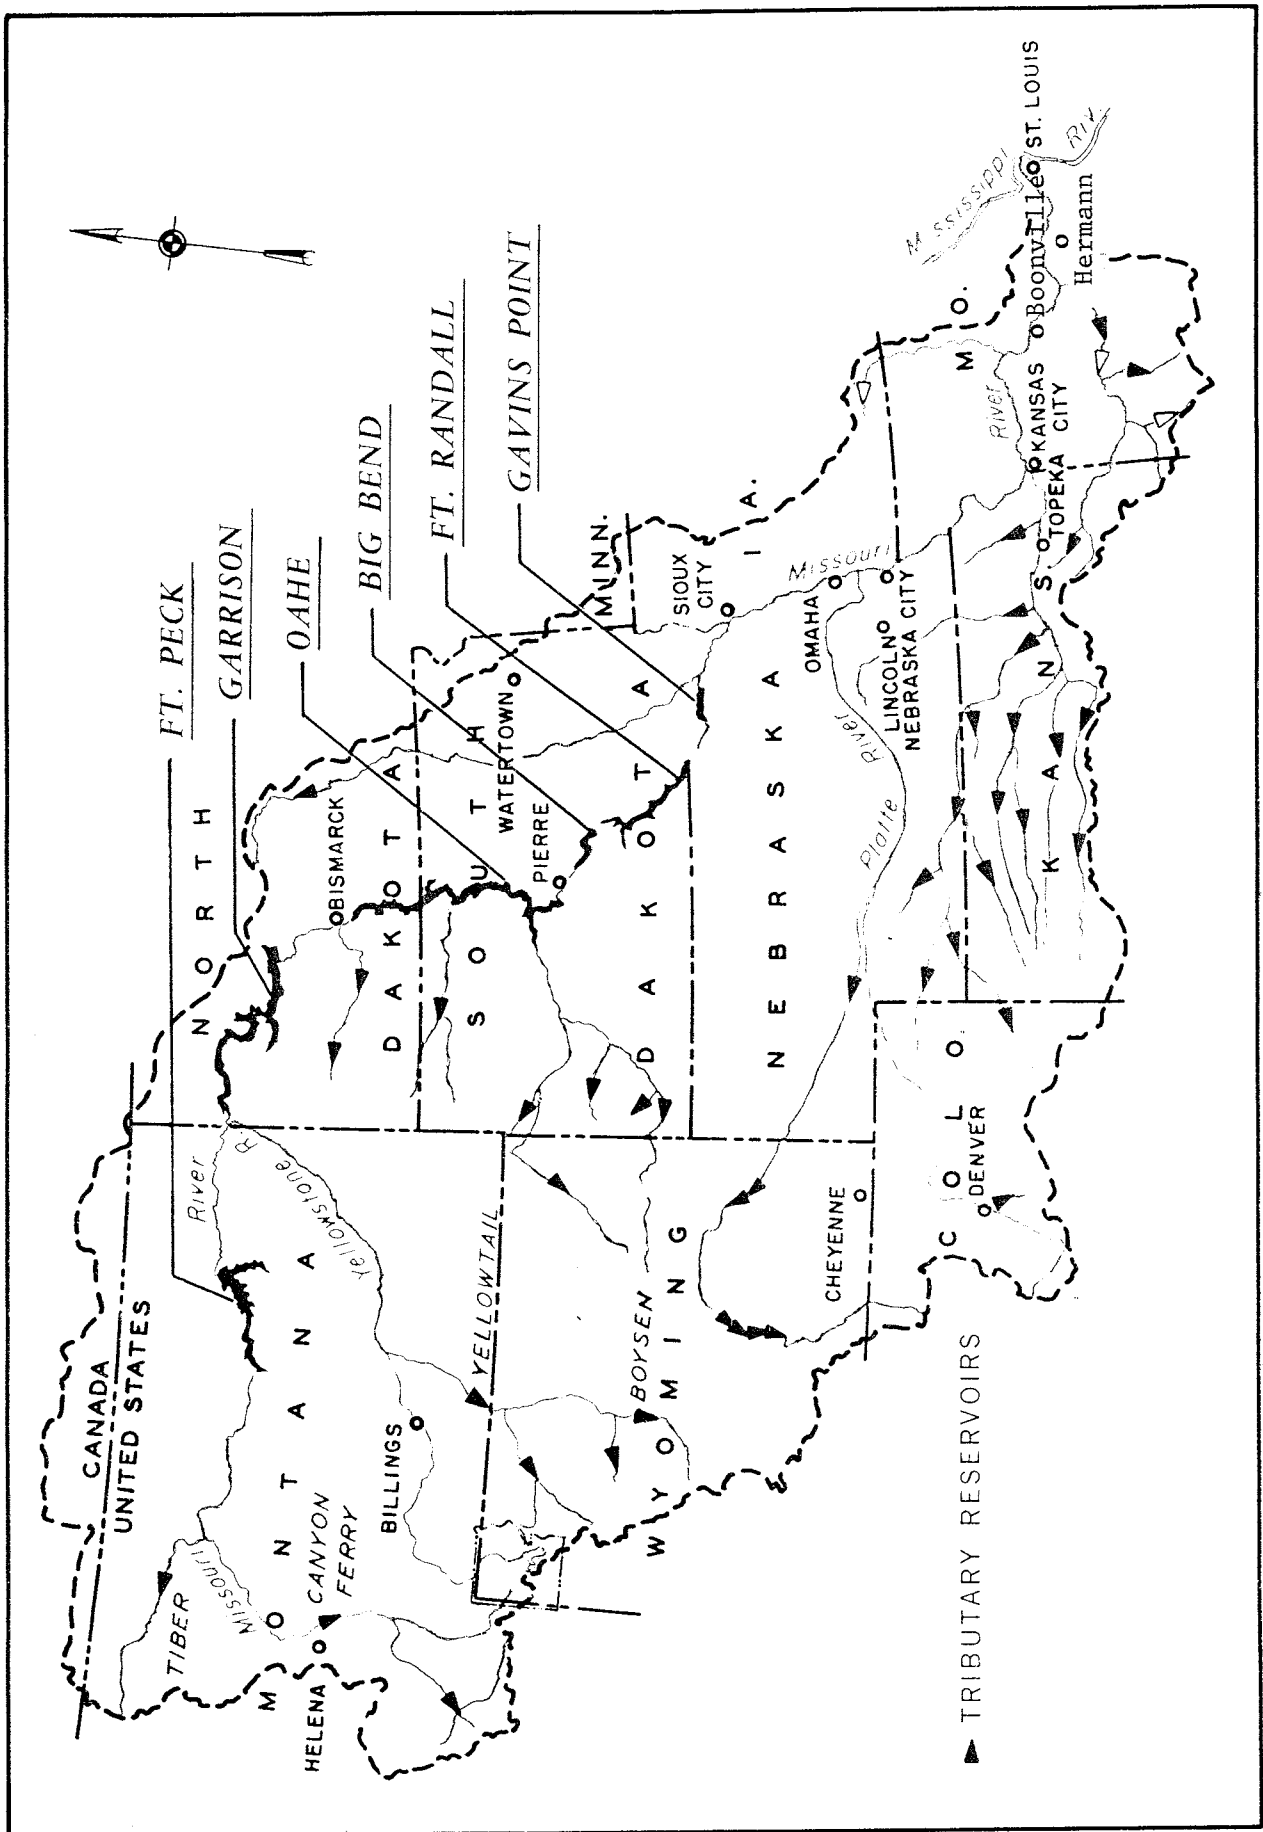 FT. PECK
GARRISON
OAHE
BIG BEND
FT. RANDALL
GAVINS POINT
CANADA
UNITED STATES
TIBER
Missouri
River
MONTANA
HELENA
CANYON
FERRY
BILLINGS
Yellowstone R
YELLOWTAIL
BOYSEN
WYOMING
CHEYENNE
NORTH
DAKOTA
BISMARCK
SOUTH
DAKOTA
WATERTOWN
PIERRE
MINN.
SIOUX
CITY
IA.
NEBRASKA
Missouri
OMAHA
LINCOLN
NEBRASKA CITY
Platte River
COLO.
DENVER
KANSAS
TOPEKA
KANSAS
CITY
River
MO.
Boonville
Hermann
ST. LOUIS
Mississippi
Riv
TRIBUTARY RESERVOIRS